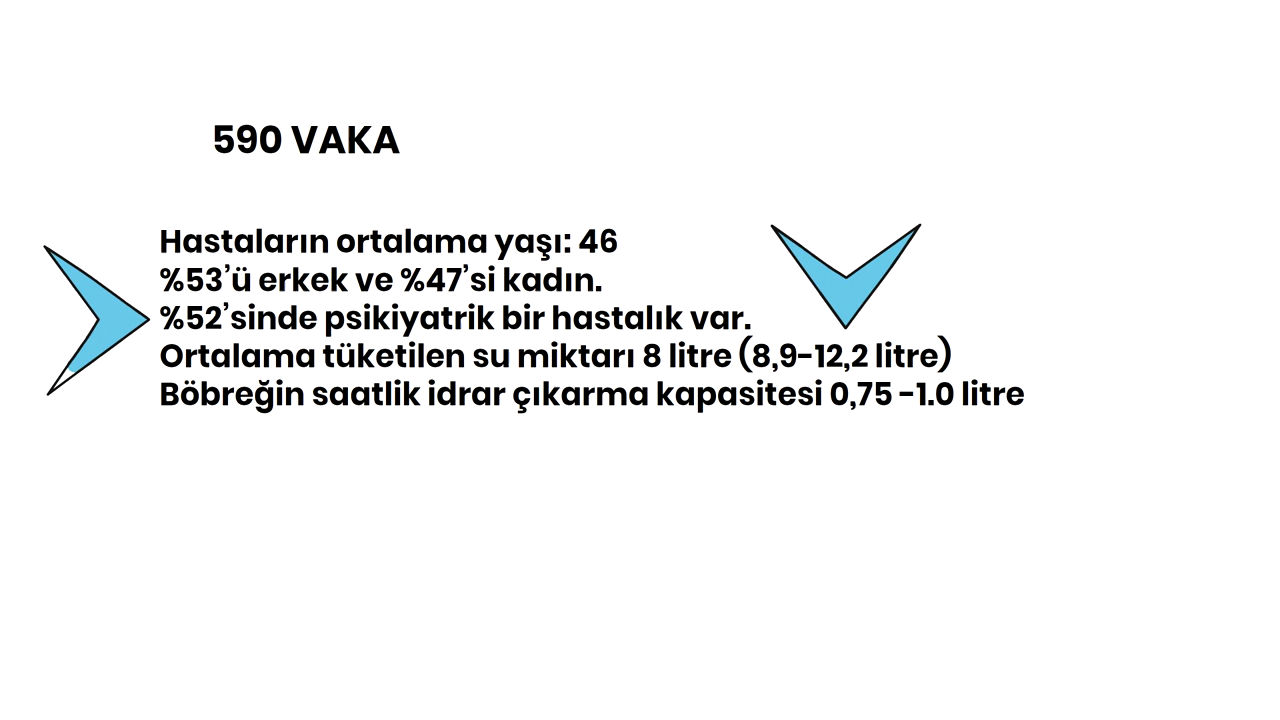 590 VAKA
Hastaların ortalama yaşı: 46
%53’ü erkek ve %47’si kadın.
%52’sinde psikiyatrik bir hastalık var.
Ortalama tüketilen su miktarı 8 litre (8,9-12,2 litre)
Böbreğin saatlik idrar çıkarma kapasitesi 0,75 -1.0 litre